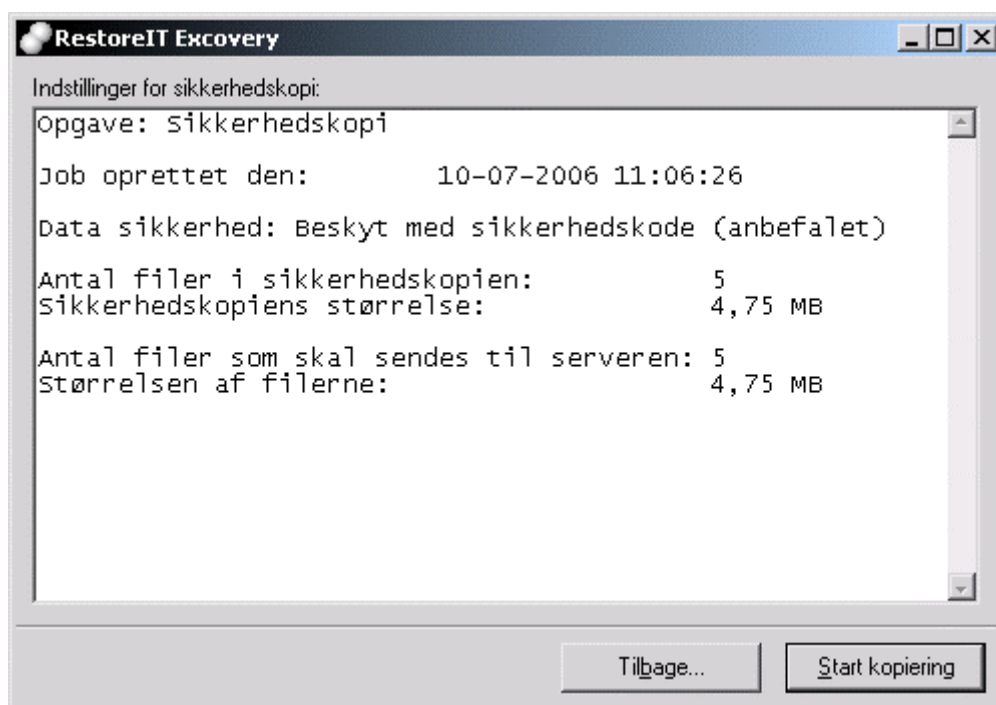 RestoreIT Excovery
Indstillinger for sikkerhedskopi:
Opgave: Sikkerhedskopi
Job oprettet den: 10-07-2006 11:06:26
Data sikkerhed: Beskyt med sikkerhedskode (anbefalet)
Antal filer i sikkerhedskopien: 5
Sikkerhedskopiens størrelse: 4,75 MB
Antal filer som skal sendes til serveren: 5
Størrelsen af filerne: 4,75 MB
Tilbage... Start kopiering